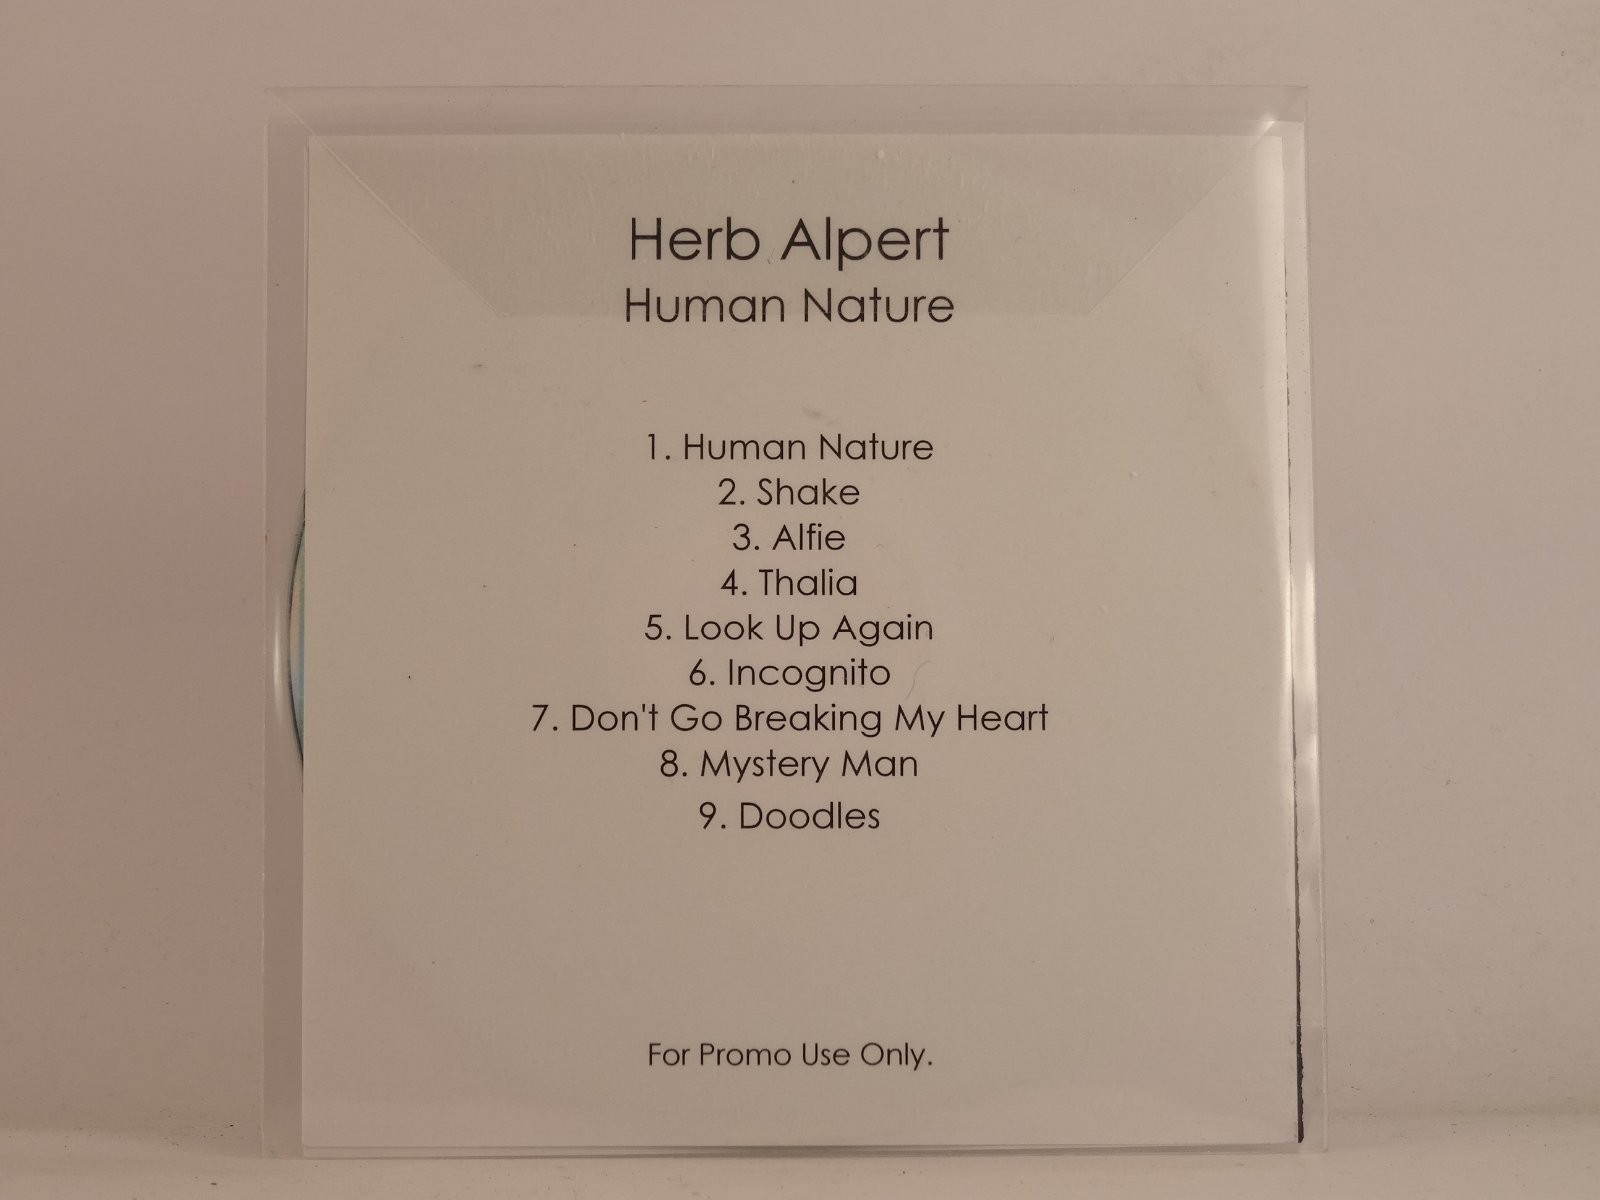 Herb Alpert
Human Nature
1. Human Nature
2. Shake
3. Alfie
4. Thalia
5. Look Up Again
6. Incognito
7. Don't Go Breaking My Heart
8. Mystery Man
9. Doodles
For Promo Use Only.